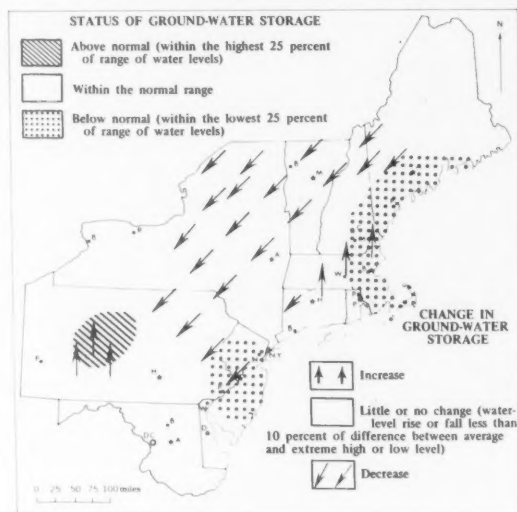 STATUS OF GROUND-WATER STORAGE
Above normal (within the highest 25 percent
of range of water levels)
Within the normal range
Below normal (within the lowest 25 percent
of range of water levels)
N
CHANGE IN
GROUND-WATER
STORAGE
Increase
Little or no change (water-
level rise or fall less than
10 percent of difference between average
and extreme high or low level)
Decrease
0 25 50 75 100 miles